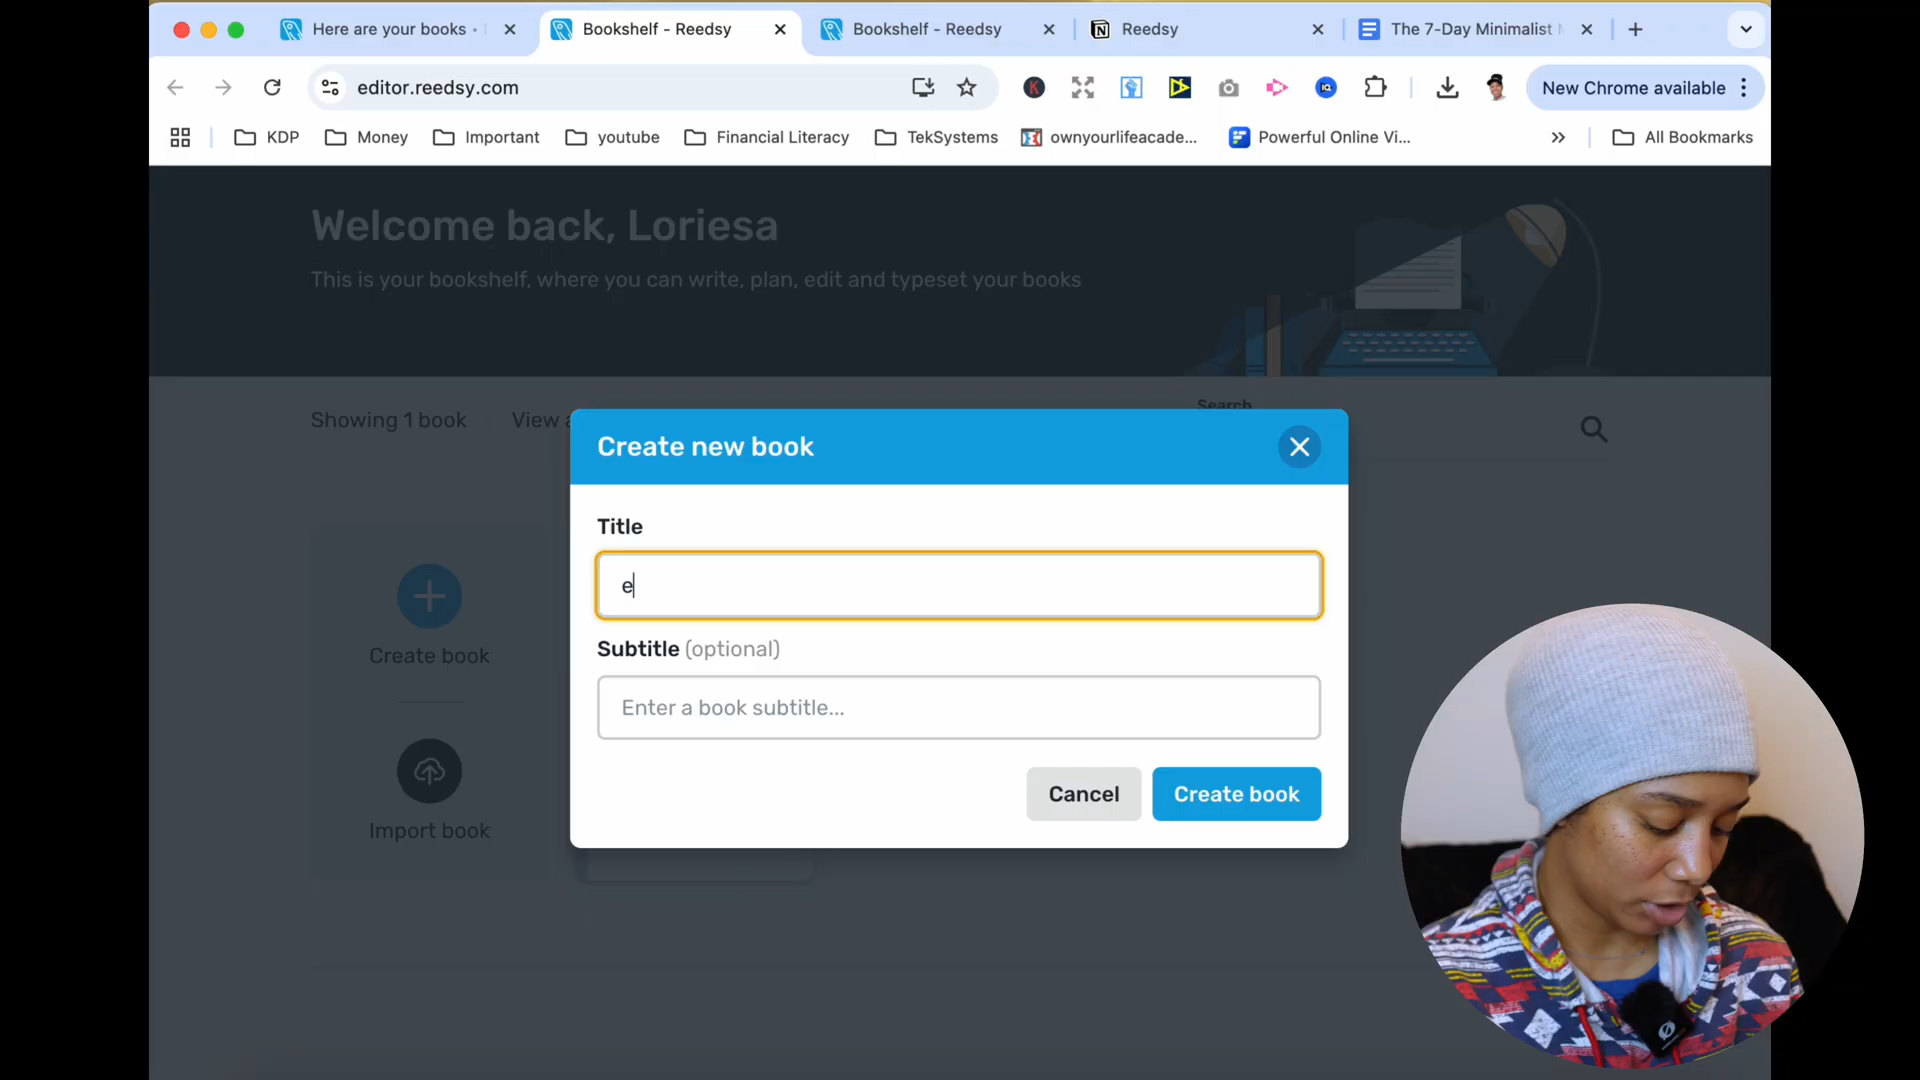 Here are your books ·
Bookshelf - Reedsy
Bookshelf - Reedsy
Reedsy
The 7-Day Minimalist
editor.reedsy.com
New Chrome available
KDP
Money
Important
youtube
Financial Literacy
TekSystems
ownyourlifeacade...
Powerful Online Vi...
All Bookmarks
Welcome back, Loriesa
This is your bookshelf, where you can write, plan, edit and typeset your books
Showing 1 book
View
Search
Create new book
Title
e
Subtitle (optional)
Enter a book subtitle...
Cancel
Create book
Create book
Import book